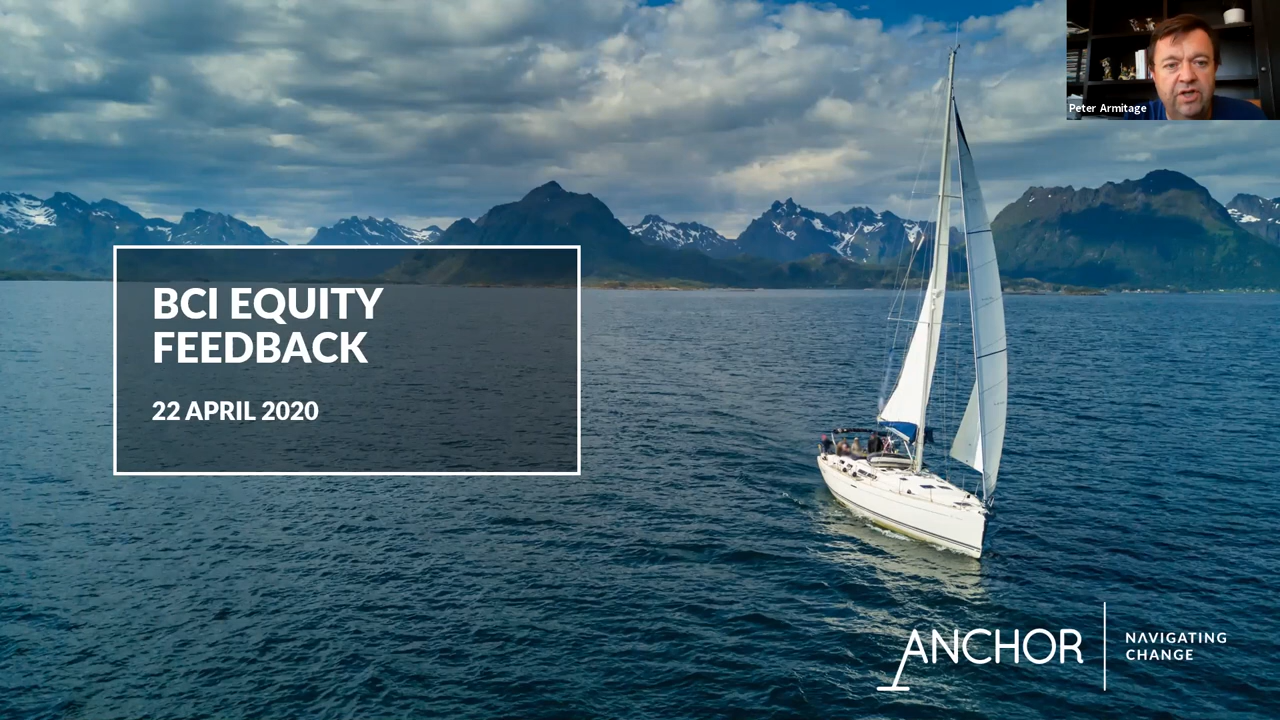 Peter Armitage
BCI EQUITY
FEEDBACK
22 APRIL 2020
ANCHOR
NAVIGATING
CHANGE